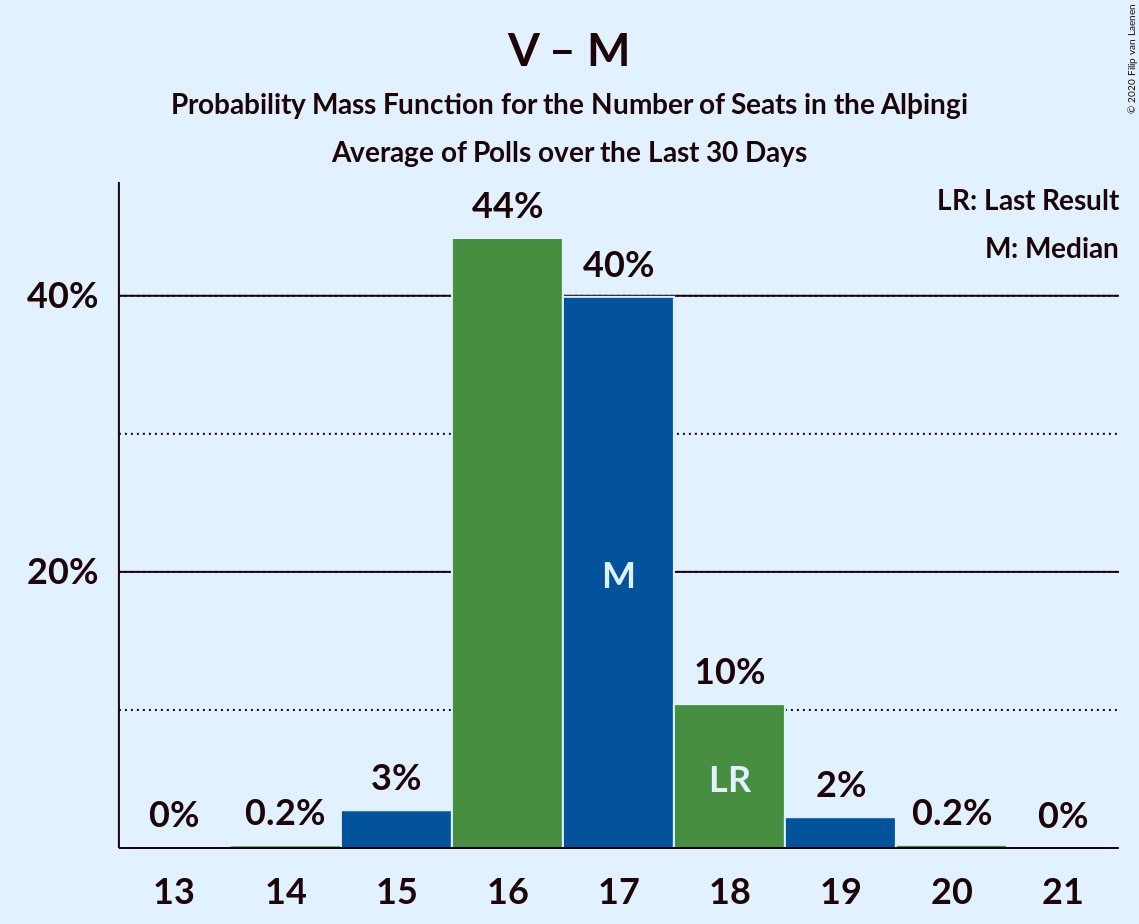 V – M
Probability Mass Function for the Number of Seats in the Alþingi
Average of Polls over the Last 30 Days
© 2020 Filip van Laenen
LR: Last Result
M: Median
44%
40%
40%
20%
M
10%
LR
3%
2%
0%
0.2%
0.2%
0%
13 14 15 16 17 18 19 20 21